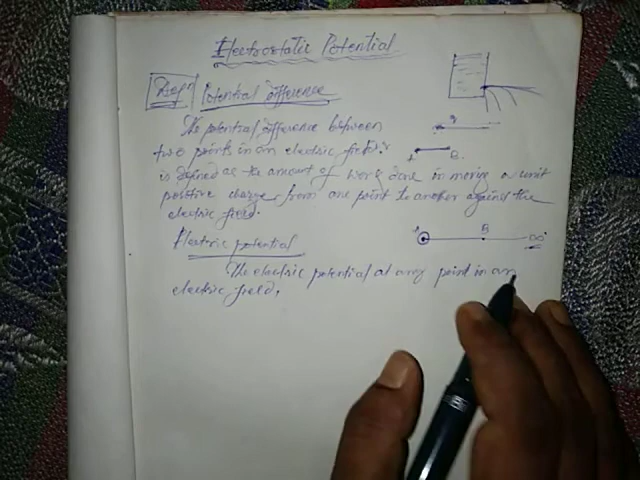 Electrostatic Potential
Defn Potential difference
The potential difference between
two points in an electric field
is defined as the amount of work done in moving a unit
positive charge from one point to another against the
electric field.
A B
Electric potential
A B ∞
The electric potential at any point in an
electric field,